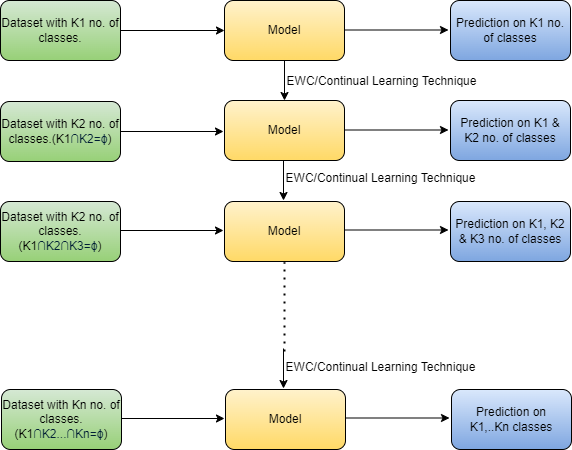 Dataset with K1 no. of
classes.
Model
Prediction on K1 no.
of classes
EWC/Continual Learning Technique
Dataset with K2 no. of
classes.(K1∩K2=ϕ)
Model
Prediction on K1 &
K2 no. of classes
EWC/Continual Learning Technique
Dataset with K2 no. of
classes.
(K1∩K2∩K3=ϕ)
Model
Prediction on K1, K2
& K3 no. of classes
EWC/Continual Learning Technique
Dataset with Kn no. of
classes.
(K1∩K2...∩Kn=ϕ)
Model
Prediction on
K1,..Kn classes